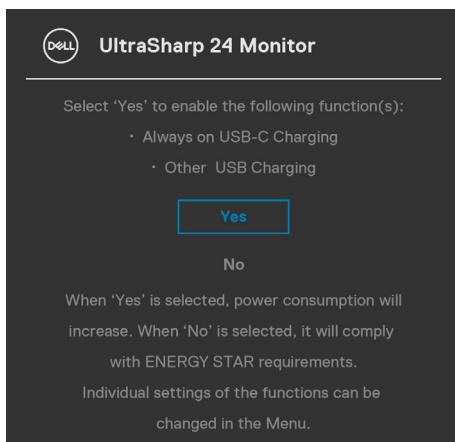 DELL UltraSharp 24 Monitor
Select ‘Yes’ to enable the following function(s):
· Always on USB-C Charging
· Other USB Charging
Yes
No
When ‘Yes’ is selected, power consumption will
increase. When ‘No’ is selected, it will comply
with ENERGY STAR requirements.
Individual settings of the functions can be
changed in the Menu.